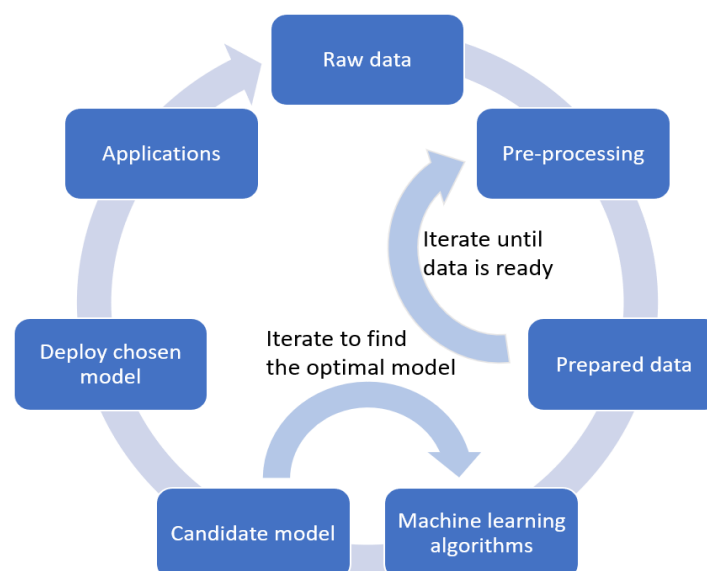 Raw data
Pre-processing
Prepared data
Machine learning
algorithms
Candidate model
Deploy chosen
model
Applications
Iterate until
data is ready
Iterate to find
the optimal model